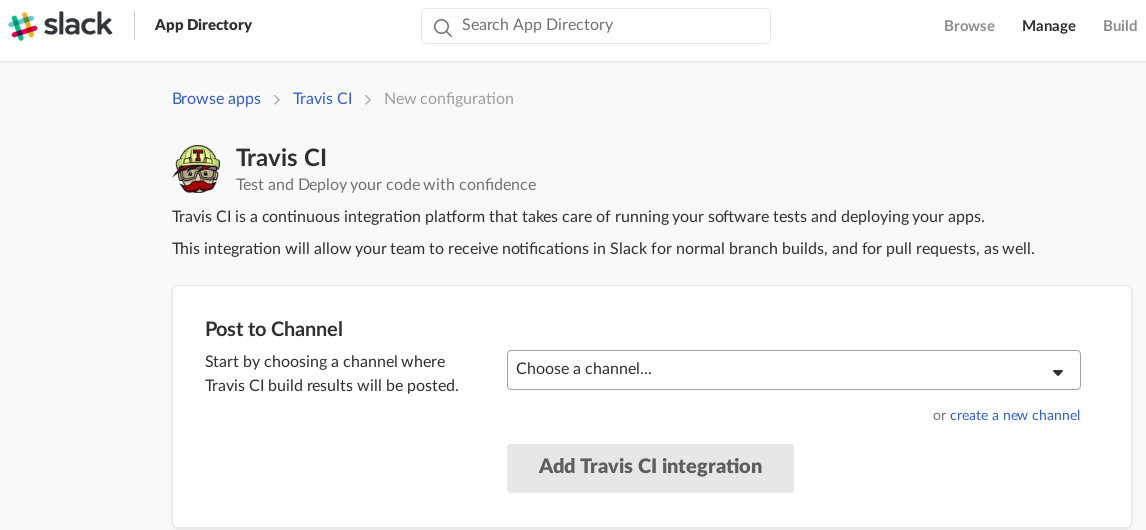 slack App Directory Search App Directory Browse Manage Build
Browse apps Travis CI New configuration
T
Travis CI
Test and Deploy your code with confidence
Travis CI is a continuous integration platform that takes care of running your software tests and deploying your apps.
This integration will allow your team to receive notifications in Slack for normal branch builds, and for pull requests, as well.
Post to Channel
Start by choosing a channel where
Travis CI build results will be posted.
Choose a channel...
or create a new channel
Add Travis CI integration